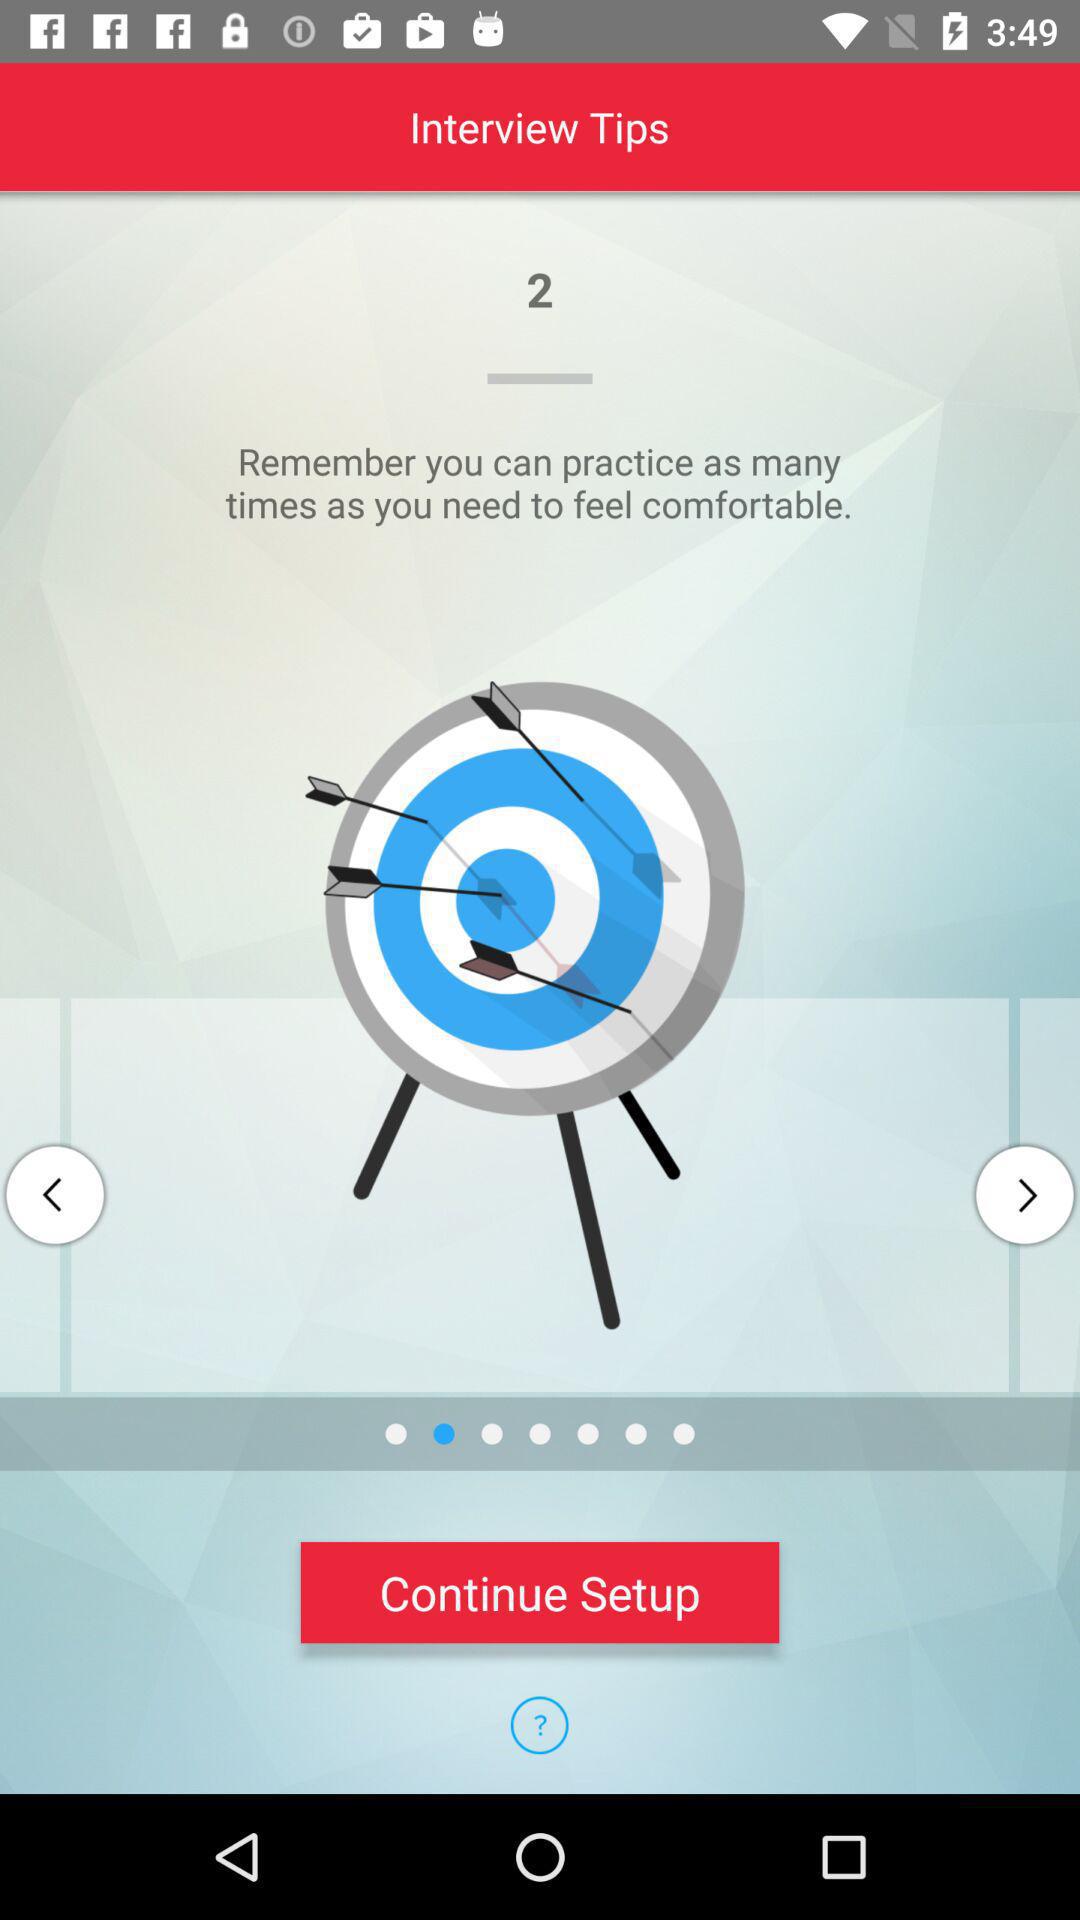 3:49
Interview Tips
2
Remember you can practice as many
times as you need to feel comfortable.
Continue Setup
?